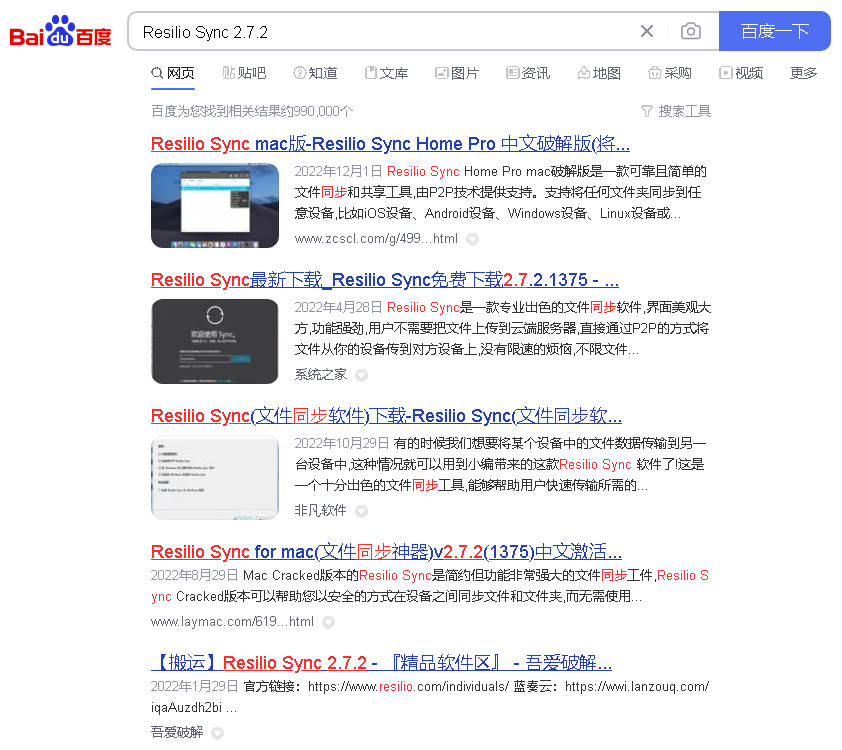 Bai du 百度
Resilio Sync 2.7.2
百度一下
网页 贴吧 知道 文库 图片 资讯 地图 采购 视频 更多
百度为您找到相关结果约990,000个
搜索工具
Resilio Sync mac版-Resilio Sync Home Pro 中文破解版(将...
2022年12月1日 Resilio Sync Home Pro mac破解版是一款可靠且简单的
文件同步和共享工具,由P2P技术提供支持。支持将任何文件夹同步到任
意设备,比如iOS设备、Android设备、Windows设备、Linux设备或...
www.zcscl.com/g/499...html
Resilio Sync最新下载_Resilio Sync免费下载2.7.2.1375 - ...
欢迎使用 Sync。
2022年4月28日 Resilio Sync是一款专业出色的文件同步软件,界面美观大
方,功能强劲,用户不需要把文件上传到云端服务器,直接通过P2P的方式将
文件从你的设备传到对方设备上,没有限速的烦恼,不限文件...
系统之家
Resilio Sync(文件同步软件)下载-Resilio Sync(文件同步软...
2022年10月29日 有的时候我们想要将某个设备中的文件数据传输到另一
台设备中,这种情况就可以用到小编带来的这款Resilio Sync 软件了!这是
一个十分出色的文件同步工具,能够帮助用户快速传输所需的...
非凡软件
Resilio Sync for mac(文件同步神器)v2.7.2(1375)中文激活...
2022年8月29日 Mac Cracked版本的Resilio Sync是简约但功能非常强大的文件同步工件,Resilio S
ync Cracked版本可以帮助您以安全的方式在设备之间同步文件和文件夹,而无需使用...
www.laymac.com/619...html
【搬运】Resilio Sync 2.7.2 - 『精品软件区』 - 吾爱破解...
2022年1月29日 官方链接：https://www.resilio.com/individuals/ 蓝奏云：https://wwi.lanzouq.com/
iqaAuzdh2bi ...
吾爱破解